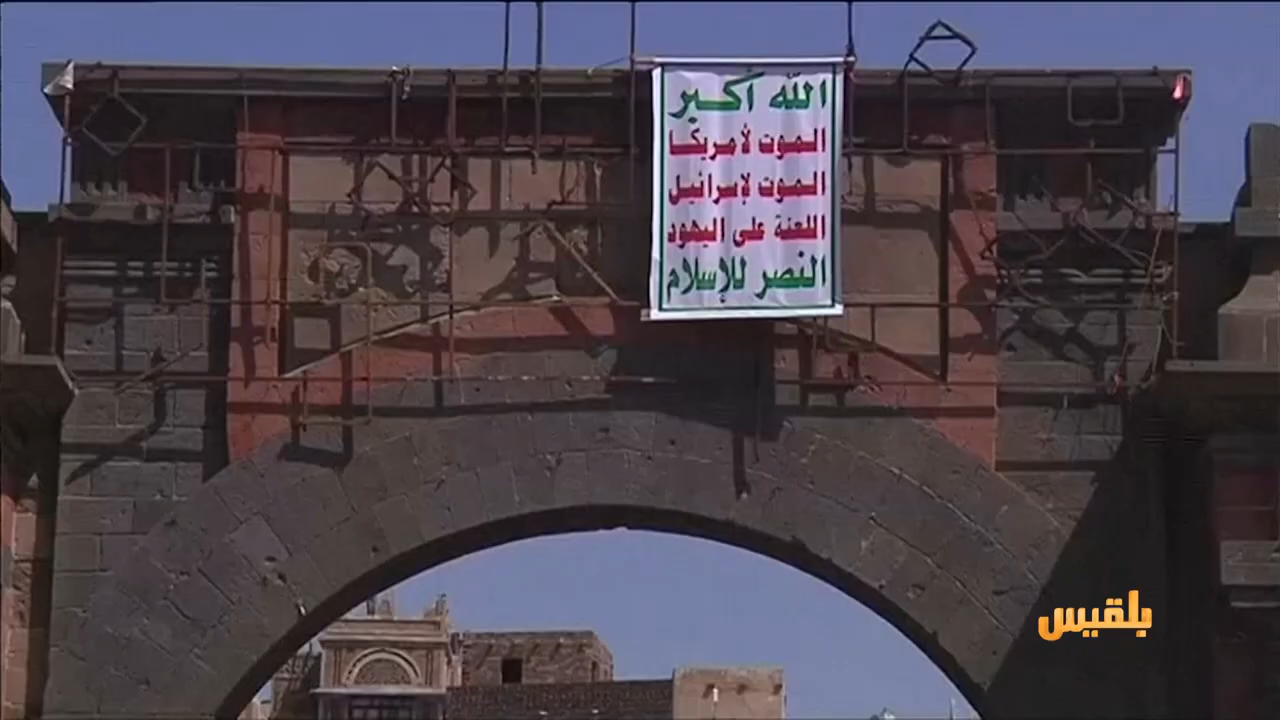 الله أكبر
الموت لأمريكا
الموت لإسرائيل
اللعنة على اليهود
النصر للإسلام
بلقيس